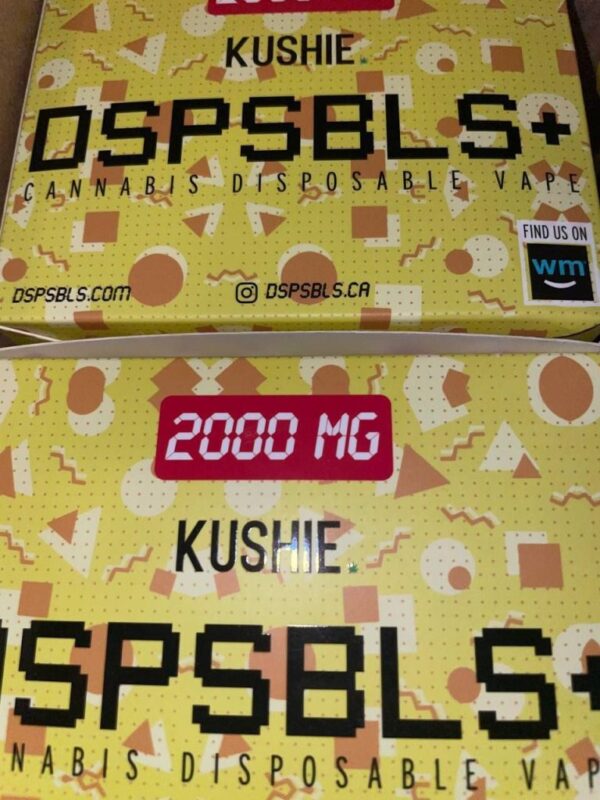 KUSHIE
DSPSBLS+
CANNABIS DISPOSABLE VAPE
FIND US ON
wm
DSPSBLS.COM
DSPSBLS.CA
2000 MG
KUSHIE
SPSBLS+
NABIS DISPOSABLE VAP